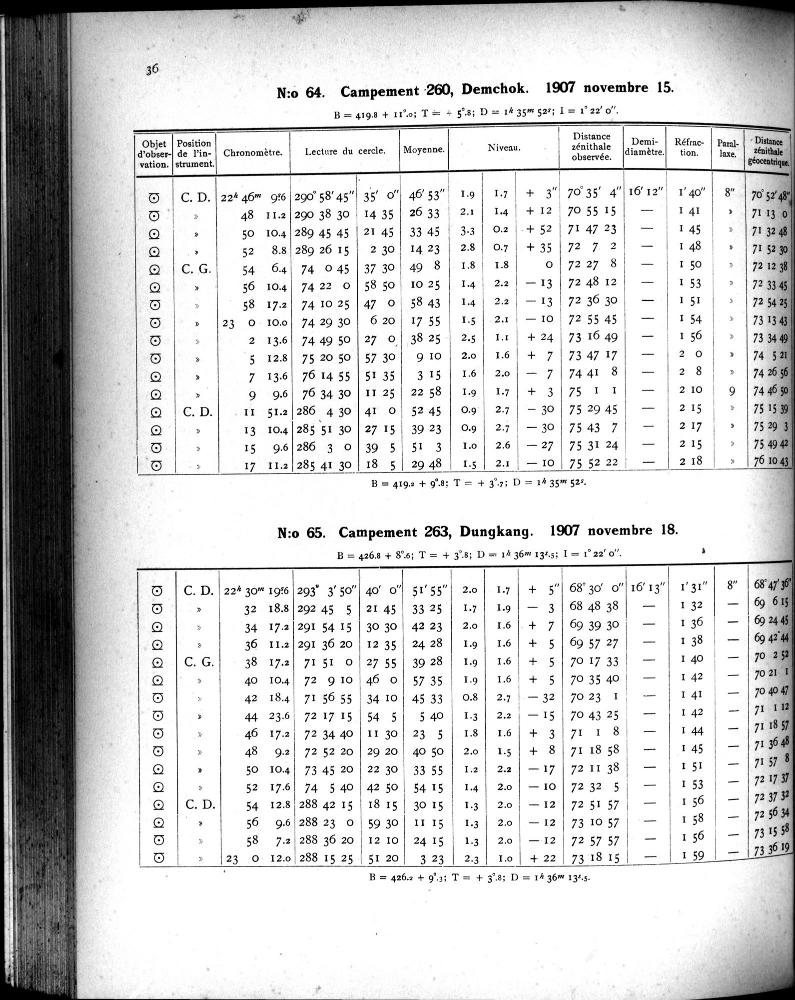 36
N:o 64. Campement 260, Demchok. 1907 novembre 15.
B = 419.8 + 11°.0; T = + 5°.8; D = 1h 35m 52s; I = 1° 22′ 0″.
Objet d'observation. Position de l'instrument. Chronomètre. Lecture du cercle. Moyenne. Niveau. Distance zénithale observée. Demi-diamètre. Réfraction. Parallaxe. Distance zénithale géocentrique.
☉ C. D. 22h 46m 9s.6 290° 58′ 45″ 35′ 0″ 46′ 53″ 1.9 1.7 + 3″ 70° 35′ 4″ 16′ 12″ 1′ 40″ 8″ 70° 52′ 48″
☉ » 48 11.2 290 38 30 14 35 26 33 2.1 1.4 + 12 70 55 15 — 1 41 » 71 13 0
☉ » 50 10.4 289 45 45 21 45 33 45 3.3 0.2 + 52 71 47 23 — 1 45 » 71 32 48
☉ » 52 8.8 289 26 15 2 30 14 23 2.8 0.7 + 35 72 7 2 — 1 48 » 71 52 30
☉ C. G. 54 6.4 74 0 45 37 30 49 8 1.8 1.8 0 72 27 8 — 1 50 » 72 12 38
☉ » 56 10.4 74 22 0 58 50 10 25 1.4 2.2 — 13 72 48 12 — 1 53 » 72 33 45
☉ » 58 17.2 74 10 25 47 0 58 43 1.4 2.2 — 13 72 36 30 — 1 51 » 72 54 25
☉ » 23 0 10.0 74 29 30 6 20 17 55 1.5 2.1 — 10 72 55 45 — 1 54 » 73 13 43
☉ » 2 13.6 74 49 50 27 0 38 25 2.5 1.1 + 24 73 16 49 — 1 56 » 73 34 49
☉ » 5 12.8 75 20 50 57 30 9 10 2.0 1.6 + 7 73 47 17 — 2 0 » 74 5 21
☉ » 7 13.6 76 14 55 51 35 3 15 1.6 2.0 — 7 74 41 8 — 2 8 » 74 26 56
☉ » 9 9.6 76 34 30 11 25 22 58 1.9 1.7 + 3 75 1 1 — 2 10 9 74 46 50
☉ C. D. 11 51.2 286 4 30 41 0 52 45 0.9 2.7 — 30 75 29 45 — 2 15 » 75 15 39
☉ » 13 10.4 285 51 30 27 15 39 23 0.9 2.7 — 30 75 43 7 — 2 17 » 75 29 3
☉ » 15 9.6 286 3 0 39 5 51 3 1.0 2.6 — 27 75 31 24 — 2 15 » 75 49 42
☉ » 17 11.2 285 41 30 18 5 29 48 1.5 2.1 — 10 75 52 22 — 2 18 » 76 10 43
B = 419.2 + 9°.8; T = + 3°.7; D = 1h 35m 52s.
N:o 65. Campement 263, Dungkang. 1907 novembre 18.
B = 426.8 + 8°.6; T = + 3°.8; D = 1h 36m 13s.5; I = 1° 22′ 0″.
☉ C. D. 22h 30m 19s.6 293° 3′ 50″ 40′ 0″ 51′ 55″ 2.0 1.7 + 5″ 68° 30′ 0″ 16′ 13″ 1′ 31″ 8″ 68° 47′ 36″
☉ » 32 18.8 292 45 5 21 45 33 25 1.7 1.9 — 3 68 48 38 — 1 32 — 69 6 15
☉ » 34 17.2 291 54 15 30 30 42 23 2.0 1.6 + 7 69 39 30 — 1 36 — 69 24 45
☉ » 36 11.2 291 36 20 12 35 24 28 1.9 1.6 + 5 69 57 27 — 1 38 — 69 42 44
☉ C. G. 38 17.2 71 51 0 27 55 39 28 1.9 1.6 + 5 70 17 33 — 1 40 — 70 2 52
☉ » 40 10.4 72 9 10 46 0 57 35 1.9 1.6 + 5 70 35 40 — 1 42 — 70 21 1
☉ » 42 18.4 71 56 55 34 10 45 33 0.8 2.7 — 32 70 23 1 — 1 41 — 70 40 47
☉ » 44 23.6 72 17 15 54 5 5 40 1.3 2.2 — 15 70 43 25 — 1 42 — 71 1 12
☉ » 46 17.2 72 34 40 11 30 23 5 1.8 1.6 + 3 71 1 8 — 1 44 — 71 18 57
☉ » 48 9.2 72 52 20 29 20 40 50 2.0 1.5 + 8 71 18 58 — 1 45 — 71 36 48
☉ » 50 10.4 73 45 20 22 30 33 55 1.2 2.2 — 17 72 11 38 — 1 51 — 71 57 8
☉ » 52 17.6 74 5 40 42 50 54 15 1.4 2.0 — 10 72 32 5 — 1 53 — 72 17 37
☉ C. D. 54 12.8 288 42 15 18 15 30 15 1.3 2.0 — 12 72 51 57 — 1 56 — 72 37 32
☉ » 56 9.6 288 23 0 59 30 11 15 1.3 2.0 — 12 73 10 57 — 1 58 — 72 56 34
☉ » 58 7.2 288 36 20 12 10 24 15 1.3 2.0 — 12 72 57 57 — 1 56 — 73 15 58
☉ » 23 0 12.0 288 15 25 51 20 3 23 2.3 1.0 + 22 73 18 15 — 1 59 — 73 36 19
B = 426.2 + 9°.3; T = + 3°.8; D = 1h 36m 13s.5.